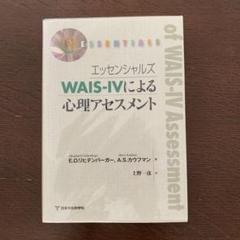 ESSENTIALS
of WAIS-IV Assessment
エッセンシャルズ
WAIS-IVによる
心理アセスメント
E.O.リヒテンバーガー、A.S.カウフマン 著
上野一彦
日本文化科学社